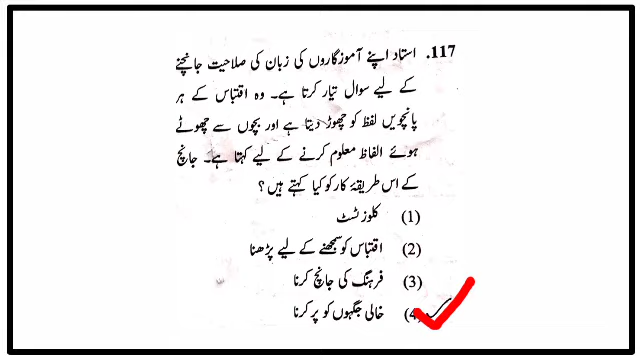 117. استاد اپنے آموزگاروں کی زبان کی صلاحیت جانچنے
کے لیے سوال تیار کرتا ہے۔ وہ اقتباس کے ہر
پانچویں لفظ کو چھوڑ دیتا ہے اور بچوں سے چھوٹے
ہوئے الفاظ معلوم کرنے کے لیے کہتا ہے۔ جانچ
کے اس طریقۂ کار کو کیا کہتے ہیں؟
(1) کلوز ٹسٹ
(2) اقتباس کو سمجھنے کے لیے پڑھنا
(3) فرہنگ کی جانچ کرنا
(4) خالی جگہوں کو پر کرنا